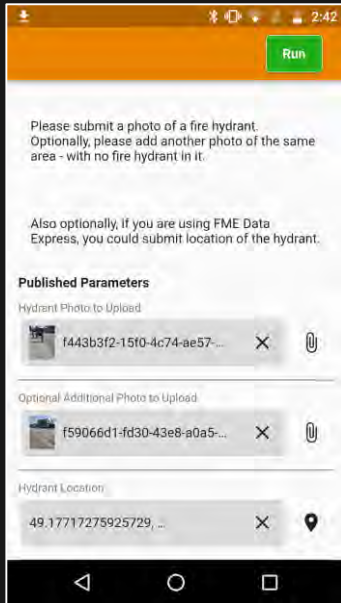 2:42
Run
Please submit a photo of a fire hydrant.
Optionally, please add another photo of the same
area - with no fire hydrant in it.
Also optionally, if you are using FME Data
Express, you could submit location of the hydrant.
Published Parameters
Hydrant Photo to Upload
f443b3f2-15f0-4c74-ae57-...
Optional Additional Photo to Upload
f59066d1-fd30-43e8-a0a5-...
Hydrant Location
49.17717275925729, ...